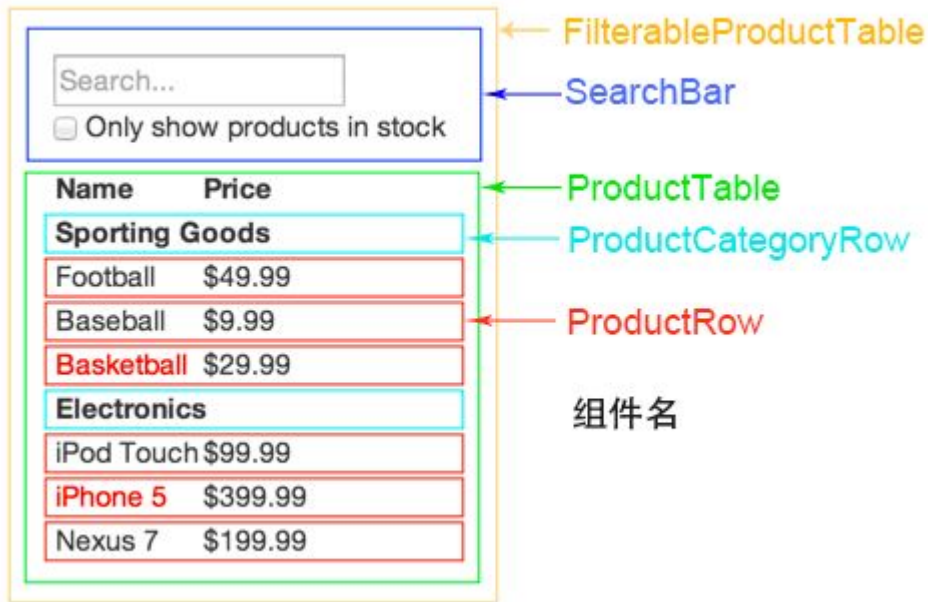 FilterableProductTable
Search...
SearchBar
Only show products in stock
Name Price
ProductTable
Sporting Goods
ProductCategoryRow
Football $49.99
Baseball $9.99
ProductRow
Basketball $29.99
Electronics
组件名
iPod Touch $99.99
iPhone 5 $399.99
Nexus 7 $199.99